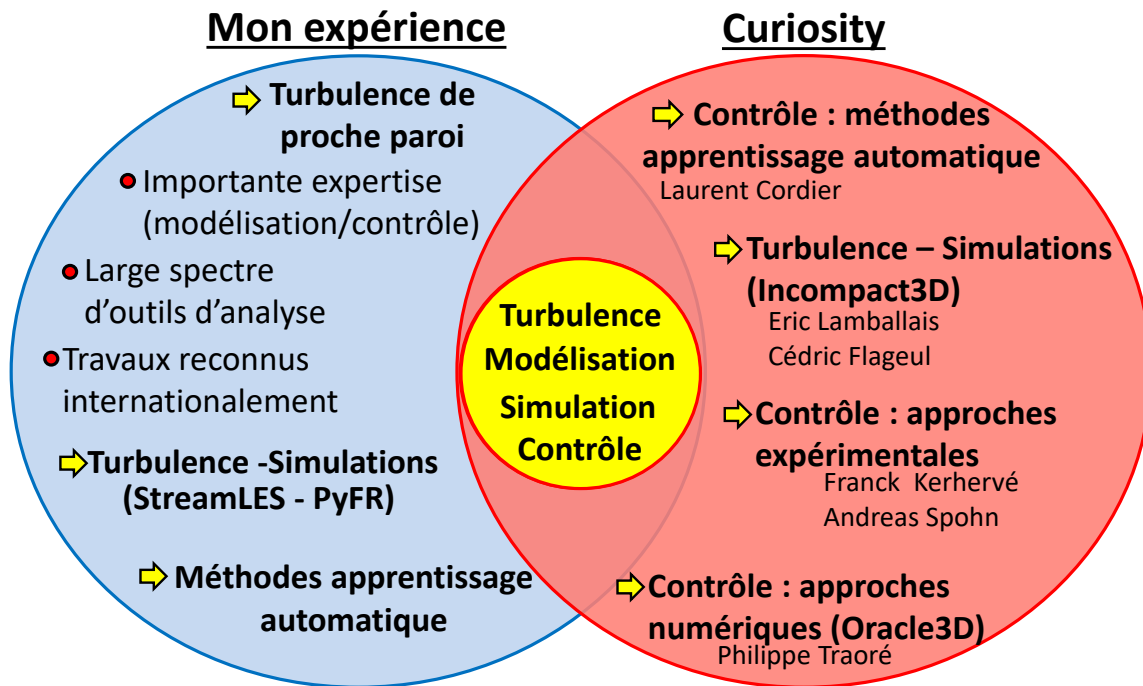 Mon expérience
Turbulence de
proche paroi
Importante expertise
(modélisation/contrôle)
Large spectre
d'outils d'analyse
Travaux reconnus
internationalement
Turbulence -Simulations
(StreamLES - PyFR)
Méthodes apprentissage
automatique
Turbulence
Modélisation
Simulation
Contrôle
Curiosity
Contrôle : méthodes
apprentissage automatique
Laurent Cordier
Turbulence – Simulations
(Incompact3D)
Eric Lamballais
Cédric Flageul
Contrôle : approches
expérimentales
Franck Kerhervé
Andreas Spohn
Contrôle : approches
numériques (Oracle3D)
Philippe Traoré